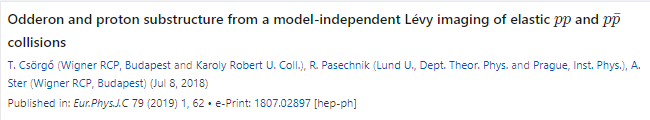 Odderon and proton substructure from a model-independent Lévy imaging of elastic pp and pp̄
collisions
T. Csörgő (Wigner RCP, Budapest and Karoly Robert U. Coll.), R. Pasechnik (Lund U., Dept. Theor. Phys. and Prague, Inst. Phys.), A.
Ster (Wigner RCP, Budapest) (Jul 8, 2018)
Published in: Eur.Phys.J.C 79 (2019) 1, 62 • e-Print: 1807.02897 [hep-ph]